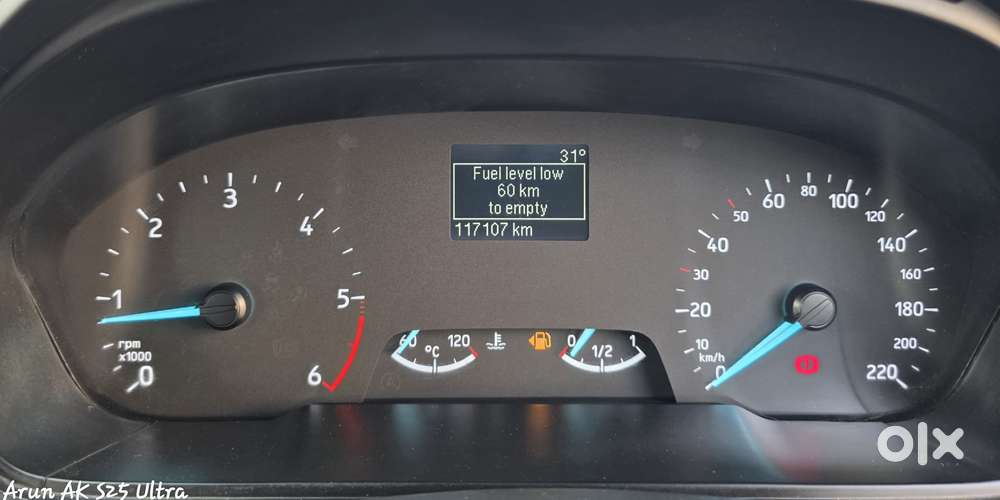 31°
Fuel level low
60 km
to empty
117107 km
0
1
2
3
4
5
6
rpm
x1000
60
°C
120
0
1/2
1
0
10
20
30
40
50
60
80
100
120
140
160
180
200
220
km/h
olx
Arun AK S25 Ultra